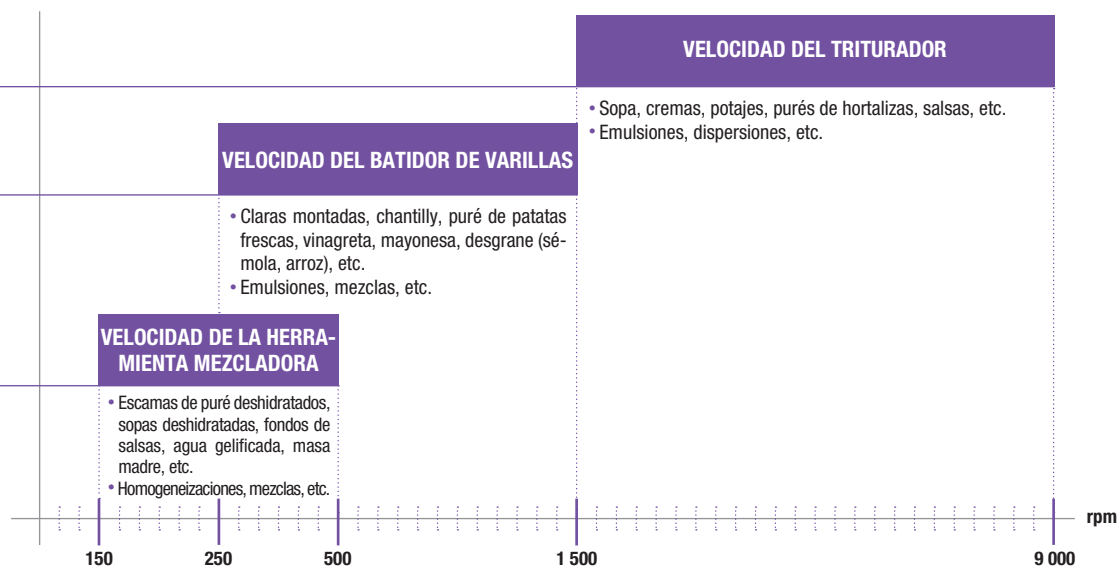 VELOCIDAD DEL TRITURADOR
• Sopa, cremas, potajes, purés de hortalizas, salsas, etc.
• Emulsiones, dispersiones, etc.
VELOCIDAD DEL BATIDOR DE VARILLAS
• Claras montadas, chantilly, puré de patatas
frescas, vinagreta, mayonesa, desgrane (sé-
mola, arroz), etc.
• Emulsiones, mezclas, etc.
VELOCIDAD DE LA HERRA-
MIENTA MEZCLADORA
• Escamas de puré deshidratados,
sopas deshidratadas, fondos de
salsas, agua gelificada, masa
madre, etc.
• Homogeneizaciones, mezclas, etc.
rpm
150 250 500 1 500 9 000